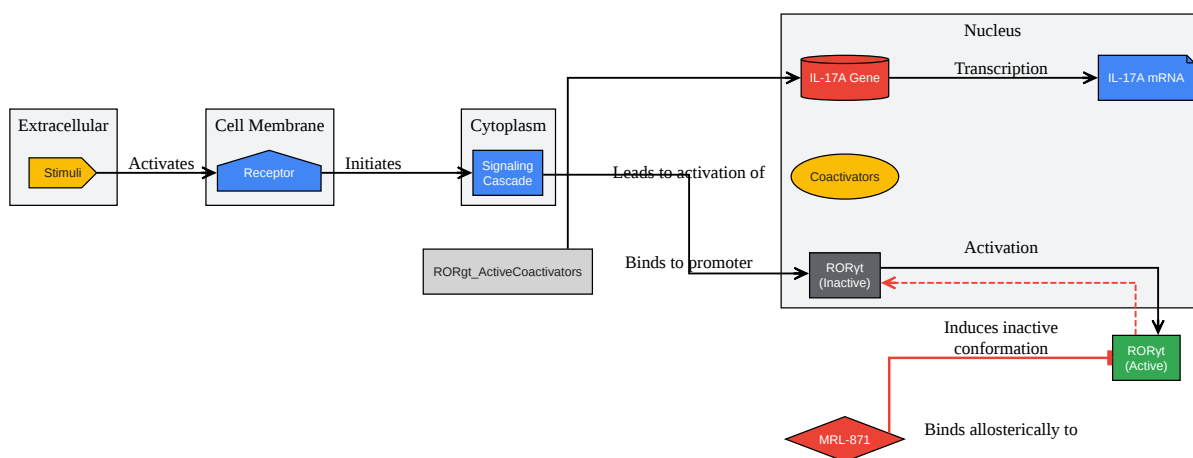 Nucleus
IL-17A Gene
Transcription
IL-17A mRNA
Extracellular
Cell Membrane
Cytoplasm
Stimuli
Activates
Receptor
Initiates
Signaling
Cascade
Leads to activation of
Coactivators
RORgt_ActiveCoactivators
Binds to promoter
RORγt
(Inactive)
Activation
Induces inactive
conformation
RORγt
(Active)
MRL-871
Binds allosterically to